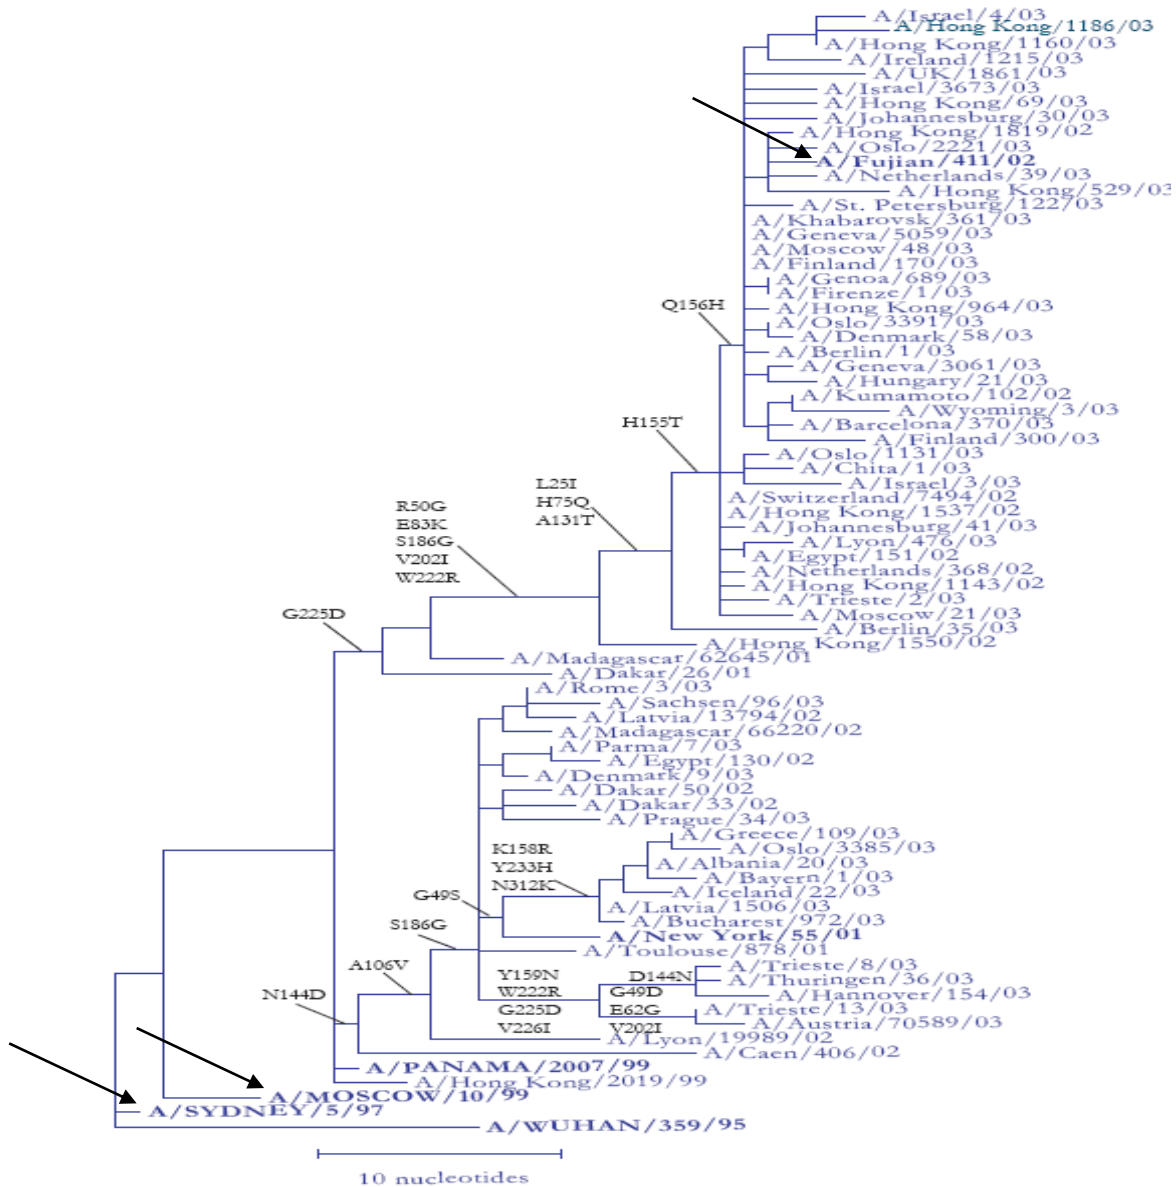 A/Israel/4/03
A/Hong Kong/1186/03
A/Hong Kong/1160/03
A/Ireland/1215/03
A/UK/1861/03
A/Israel/3673/03
A/Hong Kong/69/03
A/Johannesburg/30/03
A/Hong Kong/1819/02
A/Oslo/2221/03
A/Fujian/411/02
A/Netherlands/39/03
A/Hong Kong/529/03
A/St. Petersburg/122/03
A/Khabarovsk/361/03
A/Geneva/5059/03
A/Moscow/48/03
A/Finland/170/03
A/Genoa/689/03
A/Firenze/1/03
Q156H
A/Hong Kong/964/03
A/Oslo/3391/03
A/Denmark/58/03
A/Berlin/1/03
A/Geneva/3061/03
A/Hungary/21/03
A/Kumamoto/102/02
A/Wyoming/3/03
H155T
A/Barcelona/370/03
A/Finland/300/03
A/Oslo/1131/03
A/Chita/1/03
A/Israel/3/03
L25I
H75Q
A131T
A/Switzerland/7494/02
A/Hong Kong/1537/02
A/Johannesburg/41/03
R50G
E83K
S186G
V202I
W222R
A/Lyon/476/03
A/Egypt/151/02
A/Netherlands/368/02
A/Hong Kong/1143/02
A/Trieste/2/03
A/Moscow/21/03
G225D
A/Berlin/35/03
A/Hong Kong/1550/02
A/Madagascar/62645/01
A/Dakar/26/01
A/Rome/3/03
A/Sachsen/96/03
A/Latvia/13794/02
A/Madagascar/66220/02
A/Parma/7/03
A/Egypt/130/02
A/Denmark/9/03
A/Dakar/50/02
A/Dakar/33/02
A/Prague/34/03
A/Greece/109/03
K158R
Y233H
N312K
A/Oslo/3385/03
A/Albania/20/03
A/Bayern/1/03
A/Iceland/22/03
G49S
A/Latvia/1506/03
A/Bucharest/972/03
S186G
A/New York/55/01
A/Toulouse/878/01
A106V
Y159N
W222R
G225D
V226I
D144N
G49D
E62G
V202I
A/Trieste/8/03
A/Thuringen/36/03
A/Hannover/154/03
N144D
A/Trieste/13/03
A/Austria/70589/03
A/Lyon/19989/02
A/Caen/406/02
A/PANAMA/2007/99
A/Hong Kong/2019/99
A/MOSCOW/10/99
A/SYDNEY/5/97
A/WUHAN/359/95
10 nucleotides